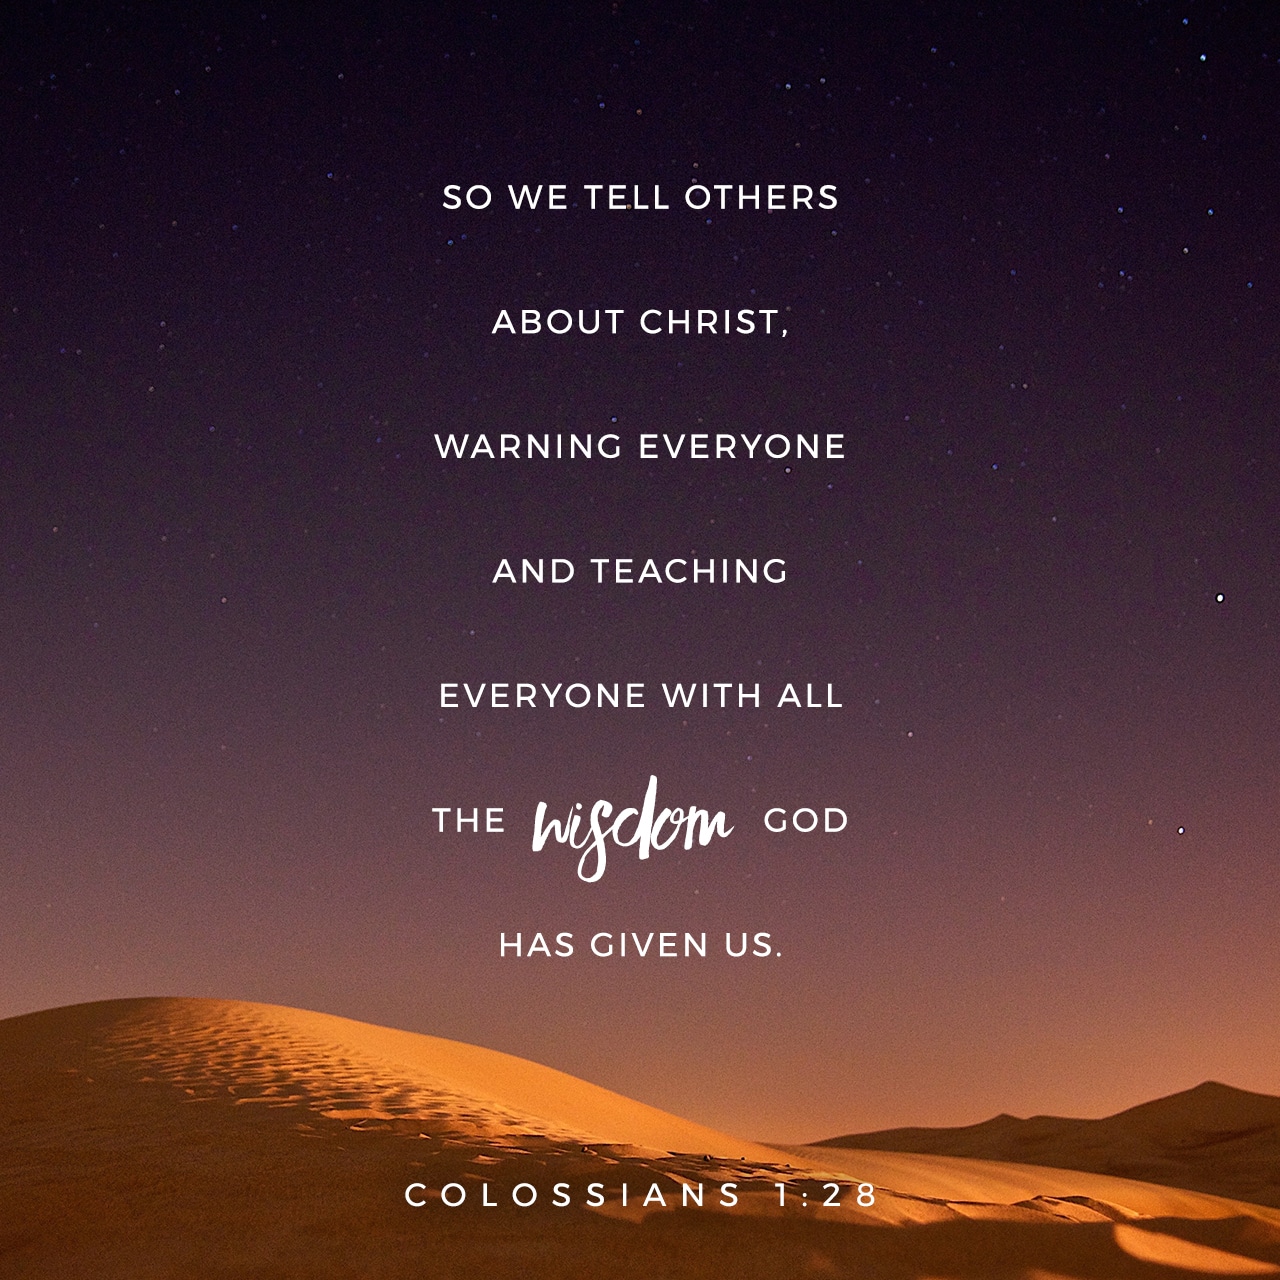 SO WE TELL OTHERS
ABOUT CHRIST,
WARNING EVERYONE
AND TEACHING
EVERYONE WITH ALL
THE wisdom GOD
HAS GIVEN US.
COLOSSIANS 1:28